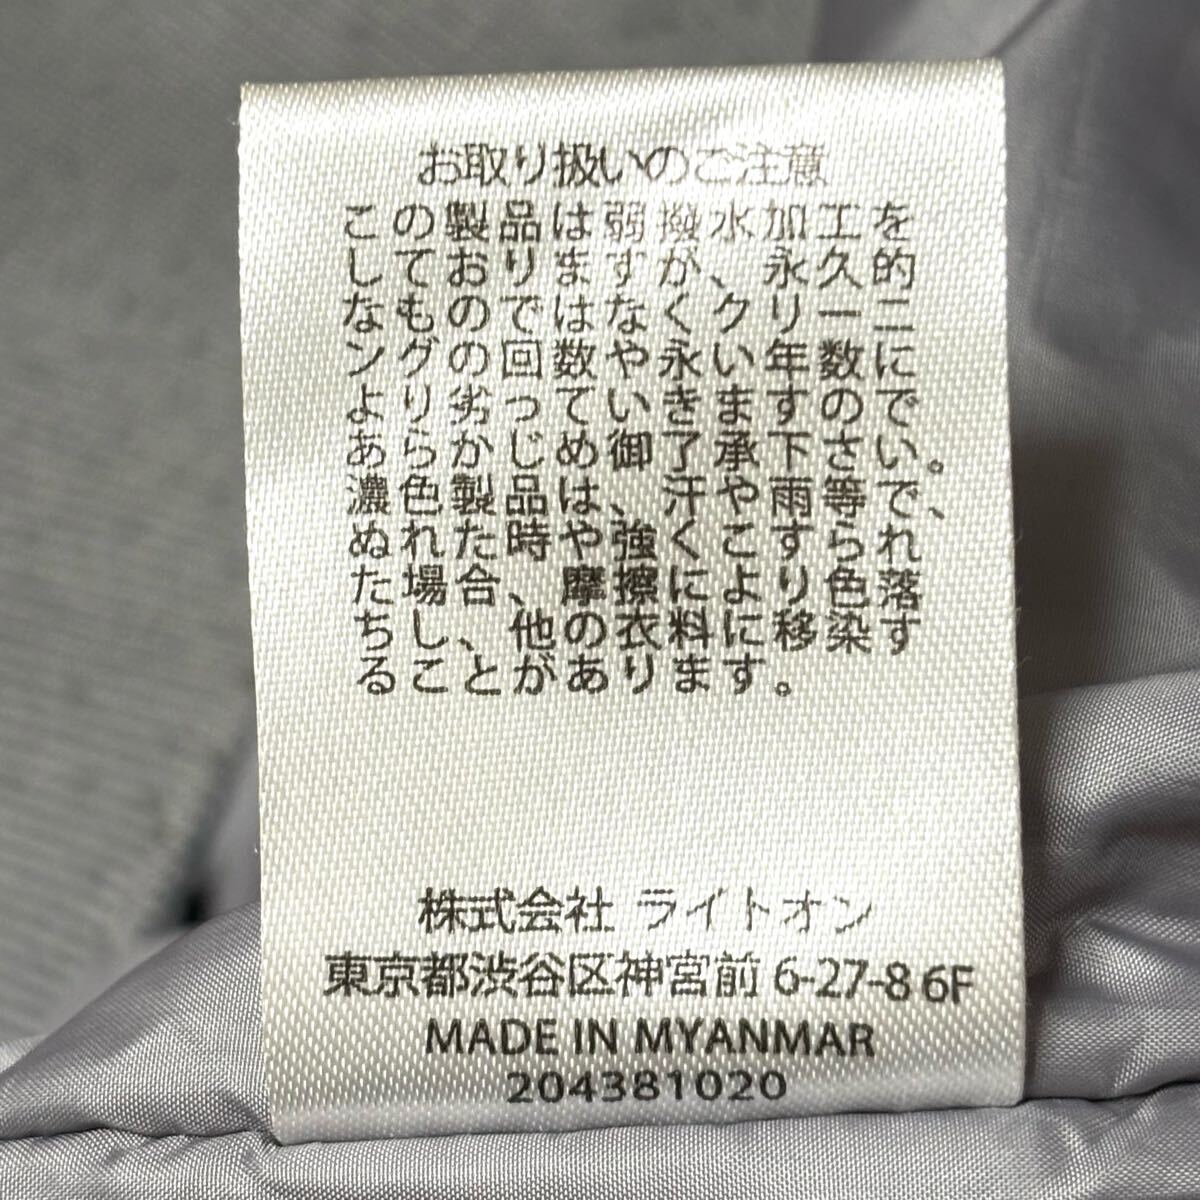 お取り扱いのご注意
この製品は弱撥水加工を
しておりますが、永久的
なものではなくクリーニ
ングの回数や永い年数に
より劣っていきますので
あらかじめ御了承下さい。
濃色製品は、汗や雨等で、
ぬれた時や強くこすられ
た場合、摩擦により色落
ちし、他の衣料に移染す
ることがあります。
株式会社 ライトオン
東京都渋谷区神宮前 6-27-8 6F
MADE IN MYANMAR
204381020